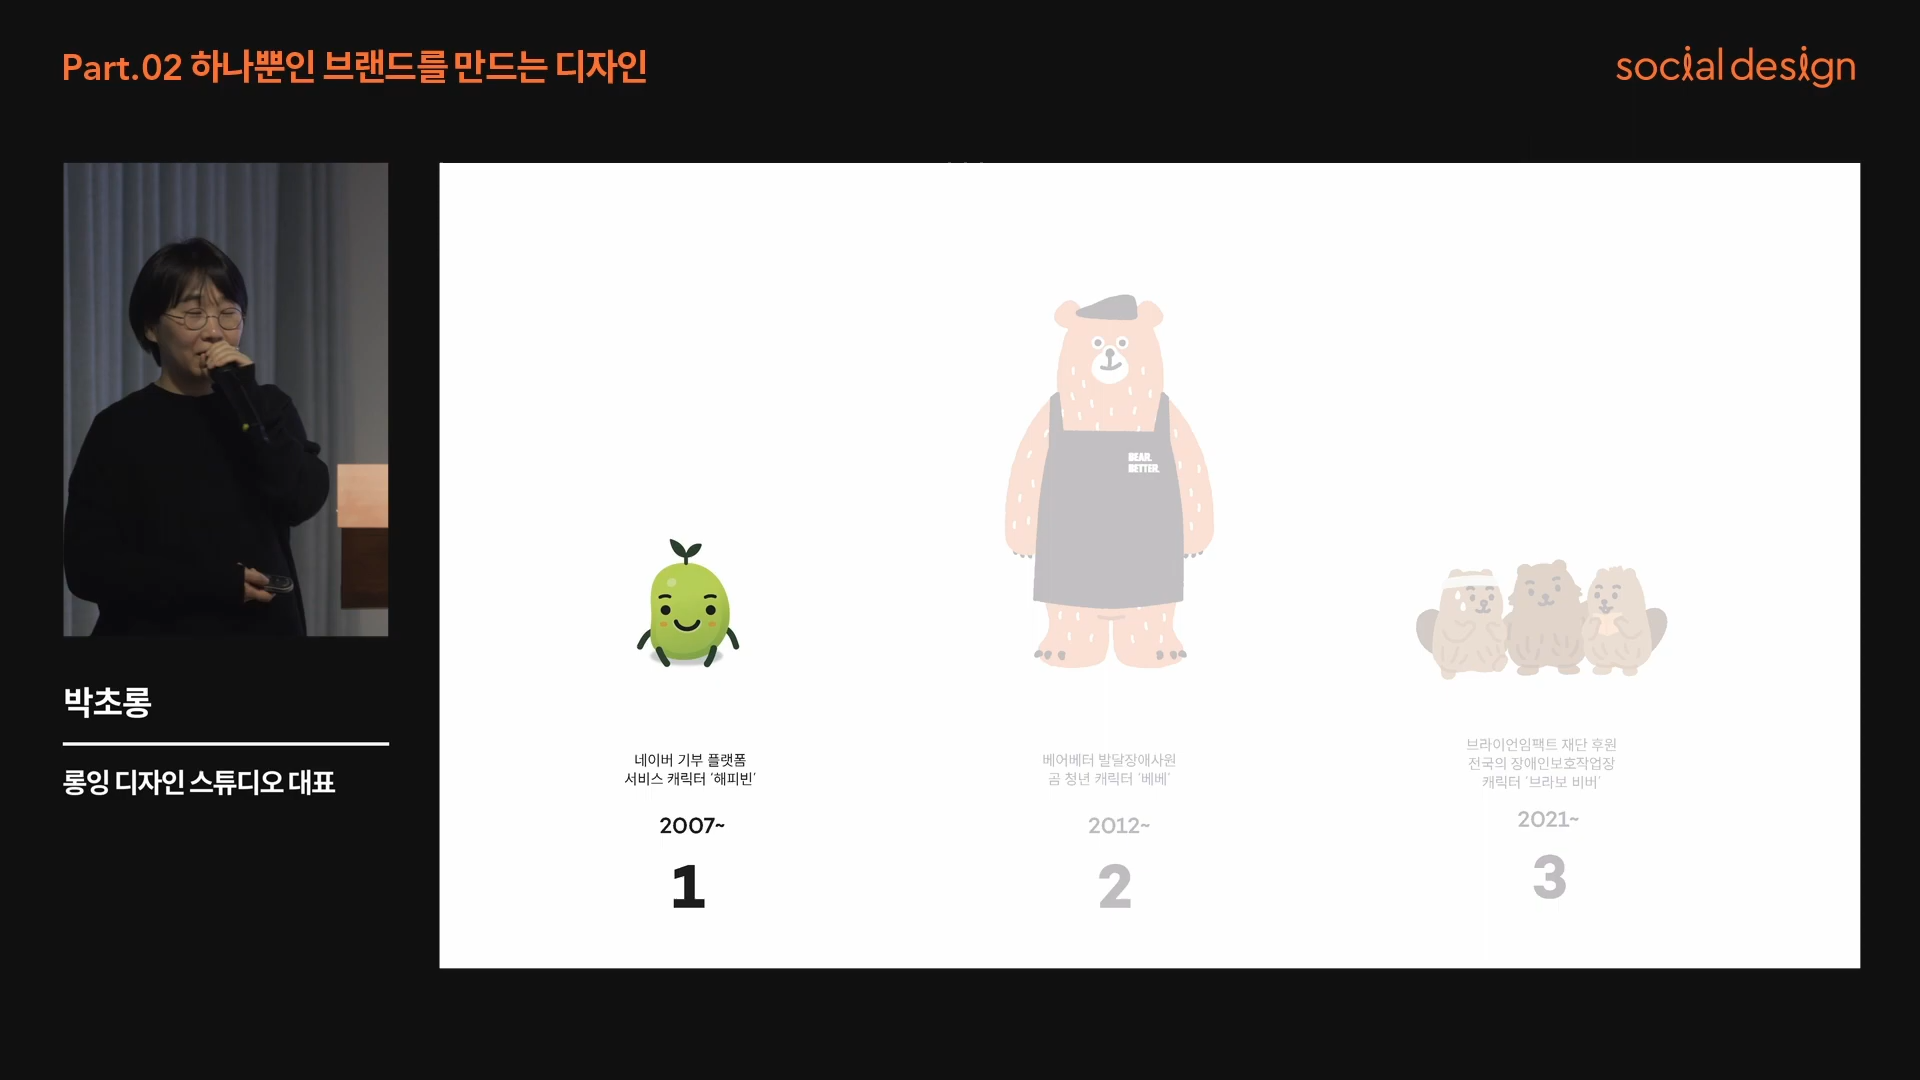 Part.02 하나뿐인 브랜드를 만드는 디자인
social design
박초롱
롱잉 디자인 스튜디오 대표
BEAR.
BETTER.
네이버 기부 플랫폼
서비스 캐릭터 '해피빈'
2007~
1
베어베터 발달장애사원
곰 청년 캐릭터 '베베'
2012~
2
브라이언임팩트 재단 후원
전국의 장애인보호작업장
캐릭터 '브라보 비버'
2021~
3